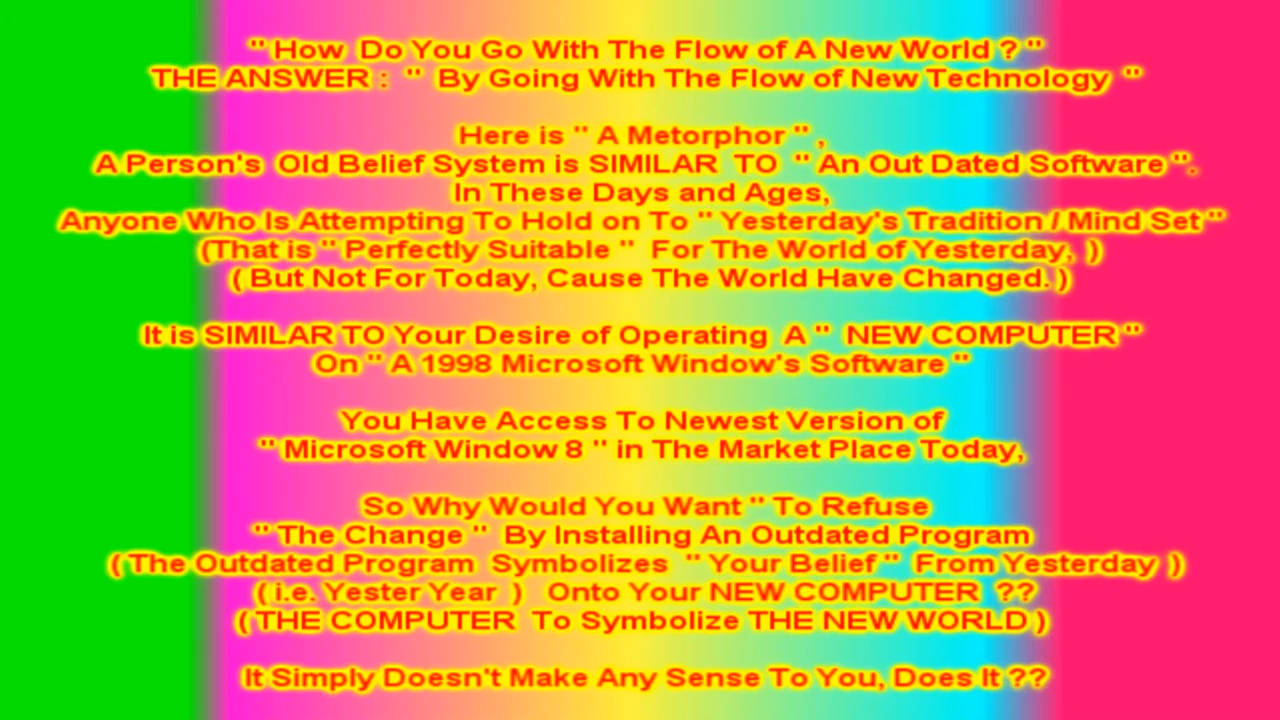 " How Do You Go With The Flow of A New World ? "
THE ANSWER : " By Going With The Flow of New Technology "
Here is " A Metorphor " ,
A Person's Old Belief System is SIMILAR TO " An Out Dated Software ".
In These Days and Ages,
Anyone Who Is Attempting To Hold on To " Yesterday's Tradition / Mind Set "
(That is " Perfectly Suitable " For The World of Yesterday, )
( But Not For Today, Cause The World Have Changed. )
It is SIMILAR TO Your Desire of Operating A " NEW COMPUTER "
On " A 1998 Microsoft Window's Software "
You Have Access To Newest Version of
" Microsoft Window 8 " in The Market Place Today,
So Why Would You Want " To Refuse
" The Change " By Installing An Outdated Program
( The Outdated Program Symbolizes " Your Belief " From Yesterday )
( i.e. Yester Year ) Onto Your NEW COMPUTER ??
( THE COMPUTER To Symbolize THE NEW WORLD )
It Simply Doesn't Make Any Sense To You, Does It ??